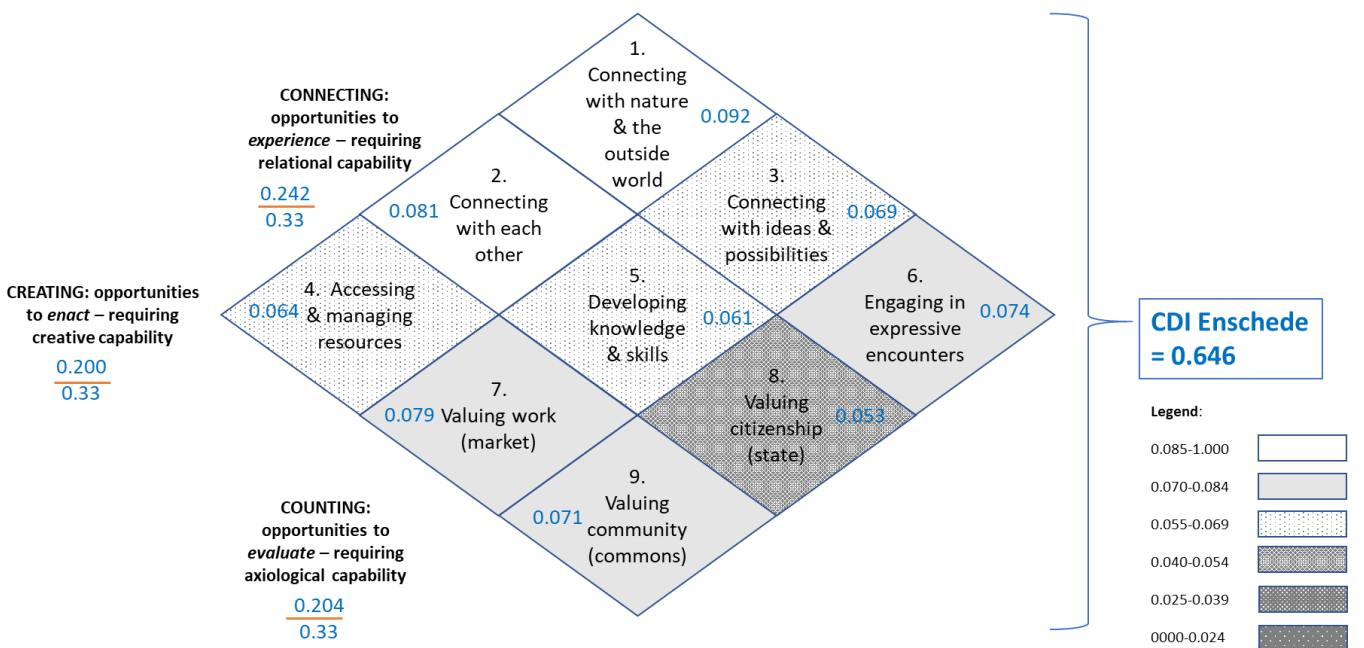 1.
Connecting
with nature
& the
outside
world
0.092
CONNECTING:
opportunities to
experience – requiring
relational capability
0.242
0.33
2.
Connecting
with each
other
0.081
3.
Connecting
with ideas &
possibilities
0.069
CREATING: opportunities
to enact – requiring
creative capability
0.200
0.33
4. Accessing
& managing
resources
0.064
5.
Developing
knowledge
& skills
0.061
6.
Engaging in
expressive
encounters
0.074
7.
Valuing work
(market)
0.079
8.
Valuing
citizenship
(state)
0.053
COUNTING:
opportunities to
evaluate – requiring
axiological capability
0.204
0.33
9.
Valuing
community
(commons)
0.071
CDI Enschede
= 0.646
Legend:
0.085-1.000
0.070-0.084
0.055-0.069
0.040-0.054
0.025-0.039
0000-0.024